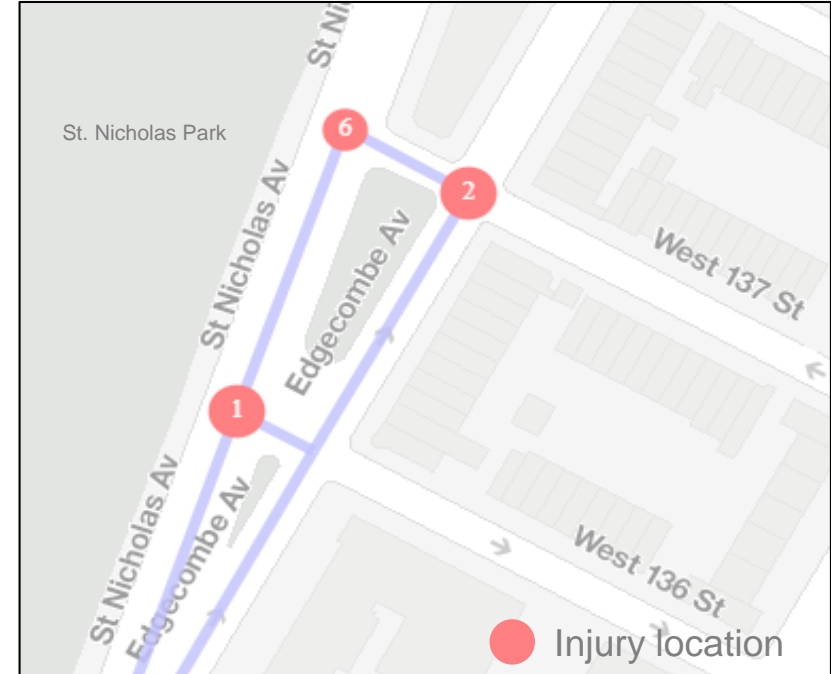 St Ni
St. Nicholas Park
6
2
St Nicholas Av
Edgecombe Av
West 137 St
1
St Nicholas Av
Edgecombe Av
West 136 St
Injury location